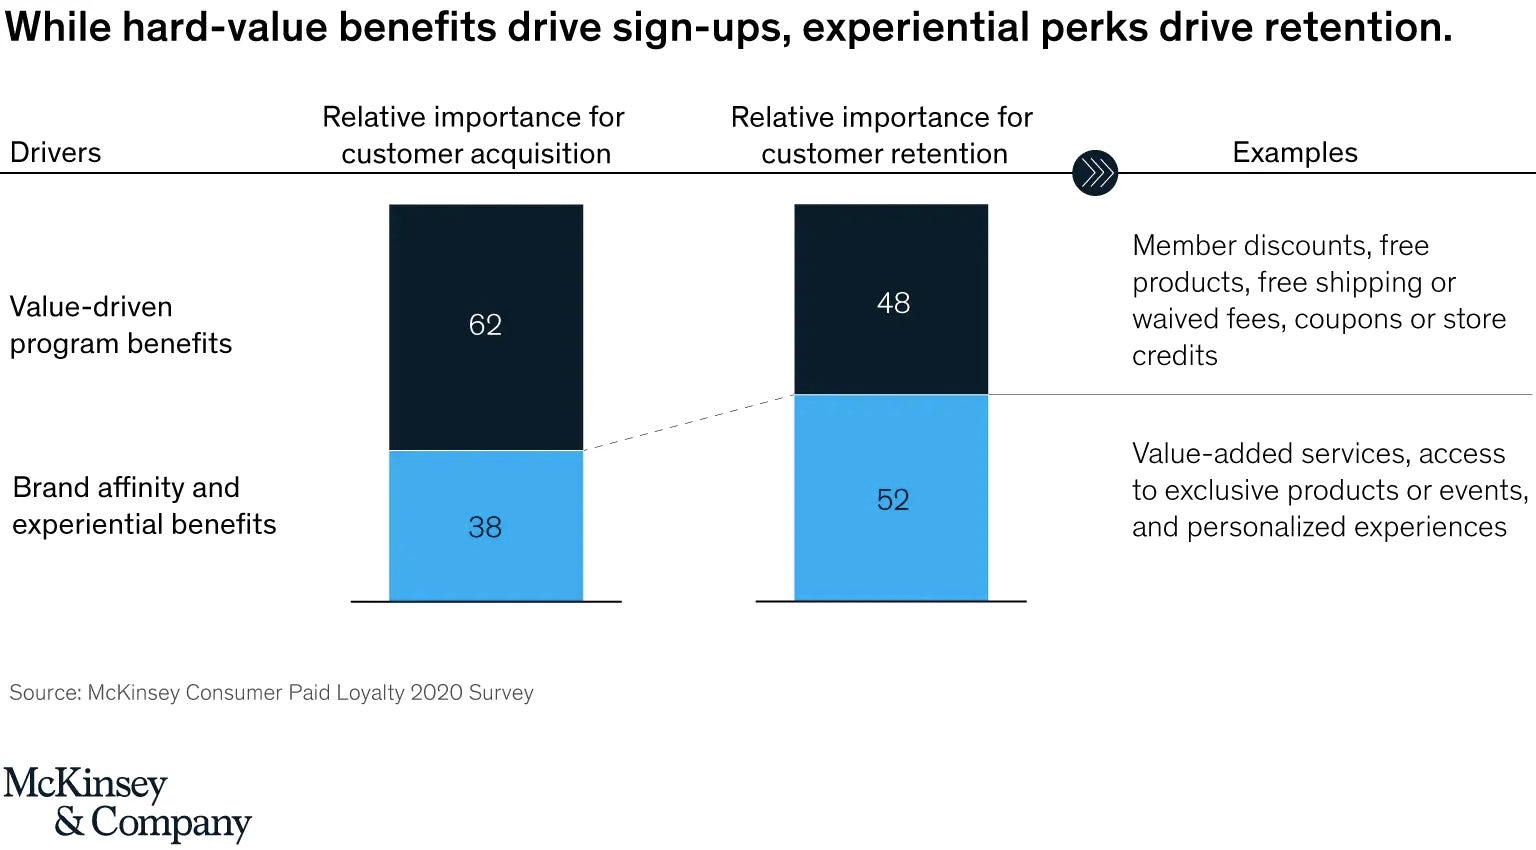 While hard-value benefits drive sign-ups, experiential perks drive retention.
Drivers
Relative importance for
customer acquisition
Relative importance for
customer retention
Examples
Value-driven
program benefits
62
48
Member discounts, free
products, free shipping or
waived fees, coupons or store
credits
Brand affinity and
experiential benefits
38
52
Value-added services, access
to exclusive products or events,
and personalized experiences
Source: McKinsey Consumer Paid Loyalty 2020 Survey
McKinsey
& Company